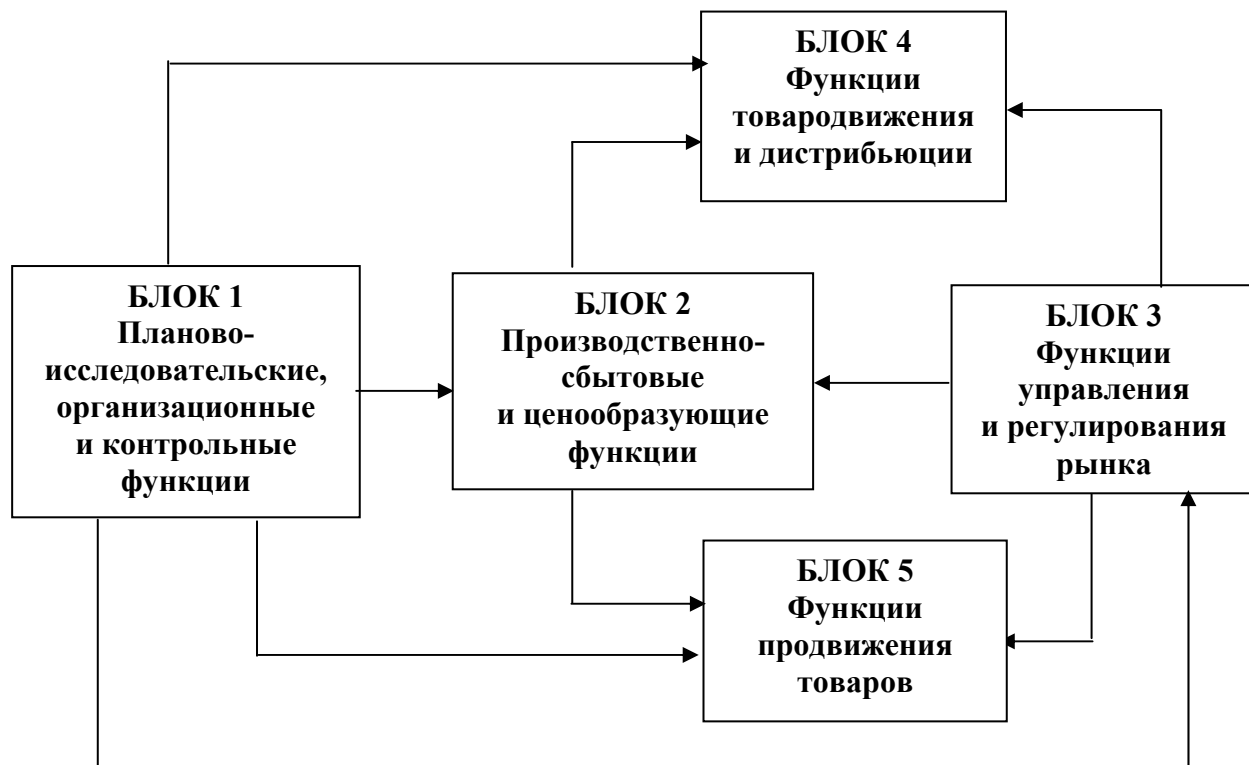 БЛОК 4
Функции
товародвижения
и дистрибьюции
БЛОК 1
Планово-
исследовательские,
организационные
и контрольные
функции
БЛОК 2
Производственно-
сбытовые
и ценообразующие
функции
БЛОК 3
Функции
управления
и регулирования
рынка
БЛОК 5
Функции
продвижения
товаров